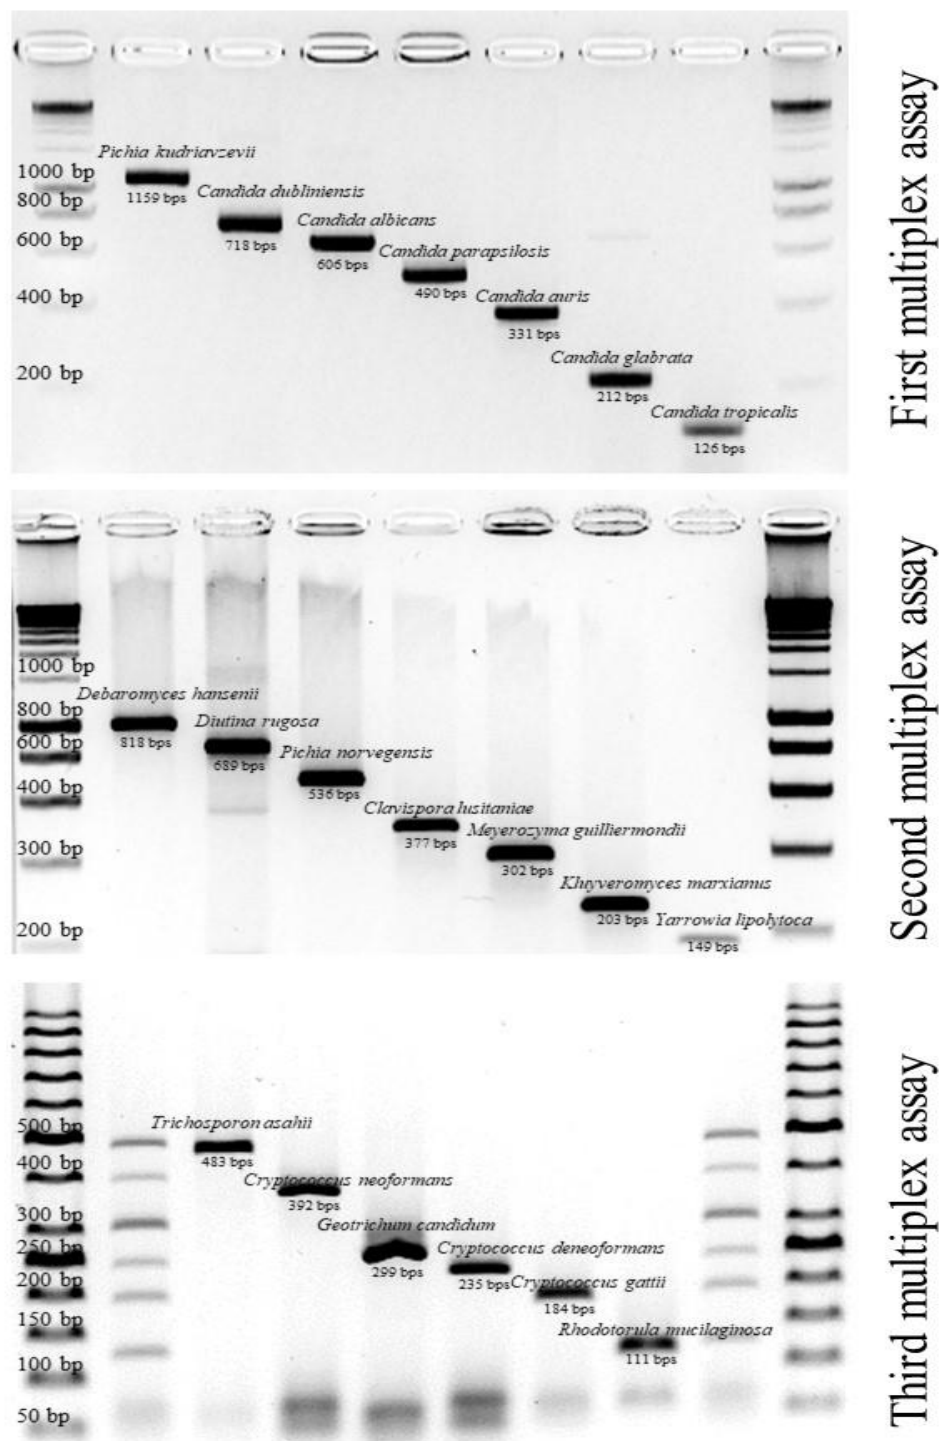 Pichia kudriavzevii
1000 bp
1159 bps
Candida dubliniensis
800 bp
718 bps
Candida albicans
600 bp
606 bps
Candida parapsilosis
490 bps
400 bp
Candida auris
331 bps
Candida glabrata
200 bp
212 bps
Candida tropicalis
126 bps
First multiplex assay
1000 bp
Debaromyces hansenii
800 bp
818 bps
Diutina rugosa
600 bp
689 bps
Pichia norvegensis
400 bp
536 bps
Clavispora lusitaniae
377 bps
Meyerozyma guilliermondii
300 bp
302 bps
Kluyveromyces marxianus
203 bps
Yarrowia lipolytoca
200 bp
149 bps
Second multiplex assay
500 bp
Trichosporon asahii
400 bp
483 bps
Cryptococcus neoformans
392 bps
300 bp
Geotrichum candidum
250 bp
299 bps
Cryptococcus deneoformans
200 bp
235 bps
Cryptococcus gattii
184 bps
150 bp
Rhodotorula mucilaginosa
111 bps
100 bp
50 bp
Third multiplex assay